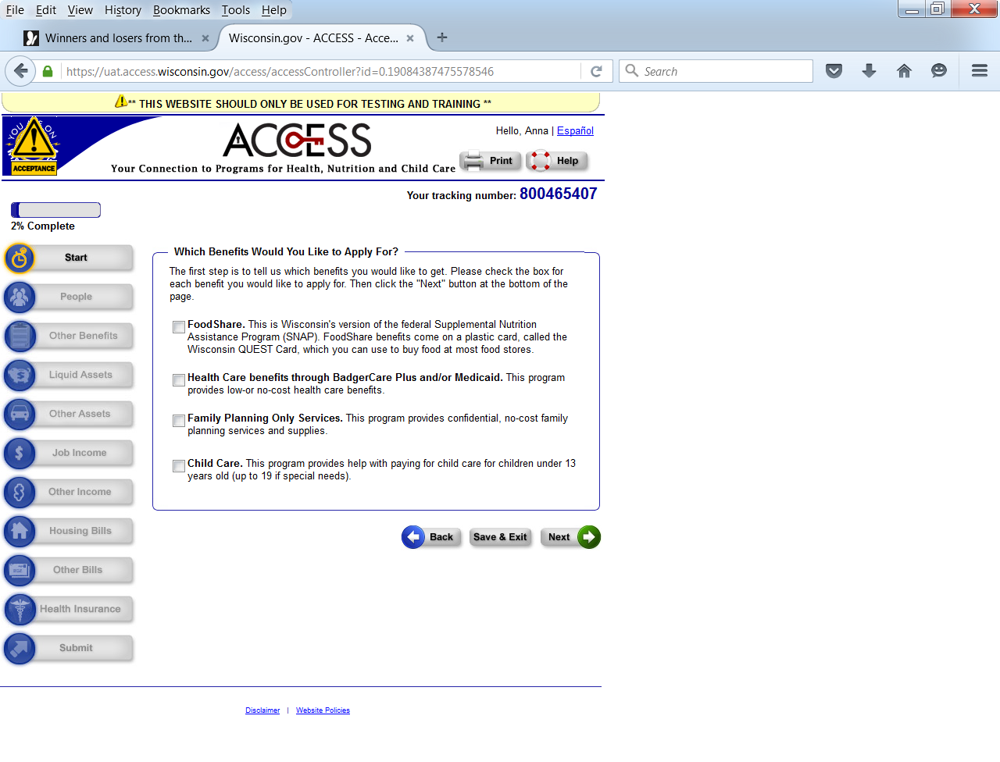 File Edit View History Bookmarks Tools Help
Winners and losers from th...
Wisconsin.gov - ACCESS - Acce...
https://uat.access.wisconsin.gov/access/accessController?id=0.19084387475578546
Search
** THIS WEBSITE SHOULD ONLY BE USED FOR TESTING AND TRAINING **
ACCEPTANCE
ACCESS
Your Connection to Programs for Health, Nutrition and Child Care
Hello, Anna | Español
Print
Help
Your tracking number: 800465407
2% Complete
Start
People
Other Benefits
Liquid Assets
Other Assets
Job Income
Other Income
Housing Bills
Other Bills
Health Insurance
Submit
Which Benefits Would You Like to Apply For?
The first step is to tell us which benefits you would like to get. Please check the box for
each benefit you would like to apply for. Then click the "Next" button at the bottom of the
page.
FoodShare. This is Wisconsin's version of the federal Supplemental Nutrition
Assistance Program (SNAP). FoodShare benefits come on a plastic card, called the
Wisconsin QUEST Card, which you can use to buy food at most food stores.
Health Care benefits through BadgerCare Plus and/or Medicaid. This program
provides low-or no-cost health care benefits.
Family Planning Only Services. This program provides confidential, no-cost family
planning services and supplies.
Child Care. This program provides help with paying for child care for children under 13
years old (up to 19 if special needs).
Back
Save & Exit
Next
Disclaimer | Website Policies